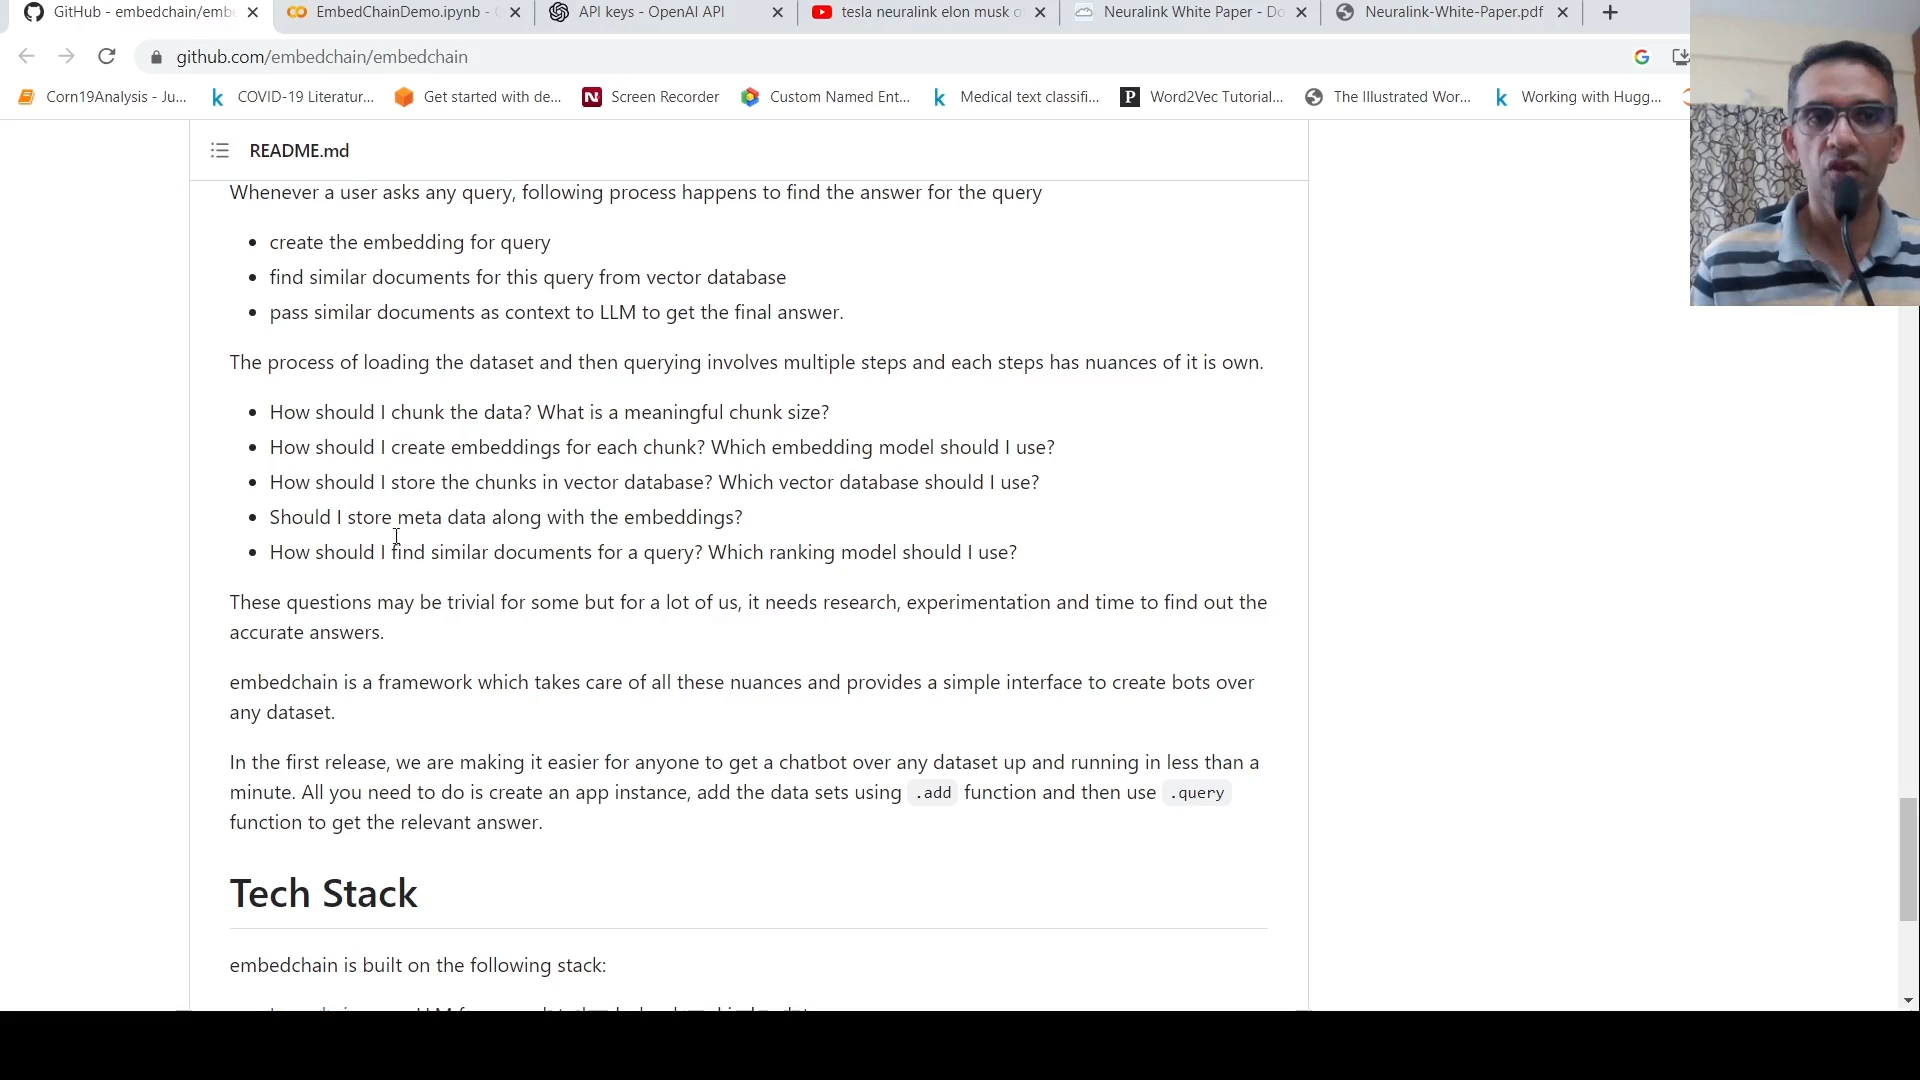 GitHub - embedchain/embe
EmbedChainDemo.ipynb -
API keys - OpenAI API
tesla neuralink elon musk
Neuralink White Paper - Do
Neuralink-White-Paper.pdf
github.com/embedchain/embedchain
Corn19Analysis - Ju...
COVID-19 Literatur...
Get started with de...
Screen Recorder
Custom Named Ent...
Medical text classifi...
Word2Vec Tutorial...
The Illustrated Wor...
Working with Hugg...
README.md
Whenever a user asks any query, following process happens to find the answer for the query
• create the embedding for query
• find similar documents for this query from vector database
• pass similar documents as context to LLM to get the final answer.
The process of loading the dataset and then querying involves multiple steps and each steps has nuances of it is own.
• How should I chunk the data? What is a meaningful chunk size?
• How should I create embeddings for each chunk? Which embedding model should I use?
• How should I store the chunks in vector database? Which vector database should I use?
• Should I store meta data along with the embeddings?
• How should I find similar documents for a query? Which ranking model should I use?
These questions may be trivial for some but for a lot of us, it needs research, experimentation and time to find out the
accurate answers.
embedchain is a framework which takes care of all these nuances and provides a simple interface to create bots over
any dataset.
In the first release, we are making it easier for anyone to get a chatbot over any dataset up and running in less than a
minute. All you need to do is create an app instance, add the data sets using .add function and then use .query
function to get the relevant answer.
Tech Stack
embedchain is built on the following stack: